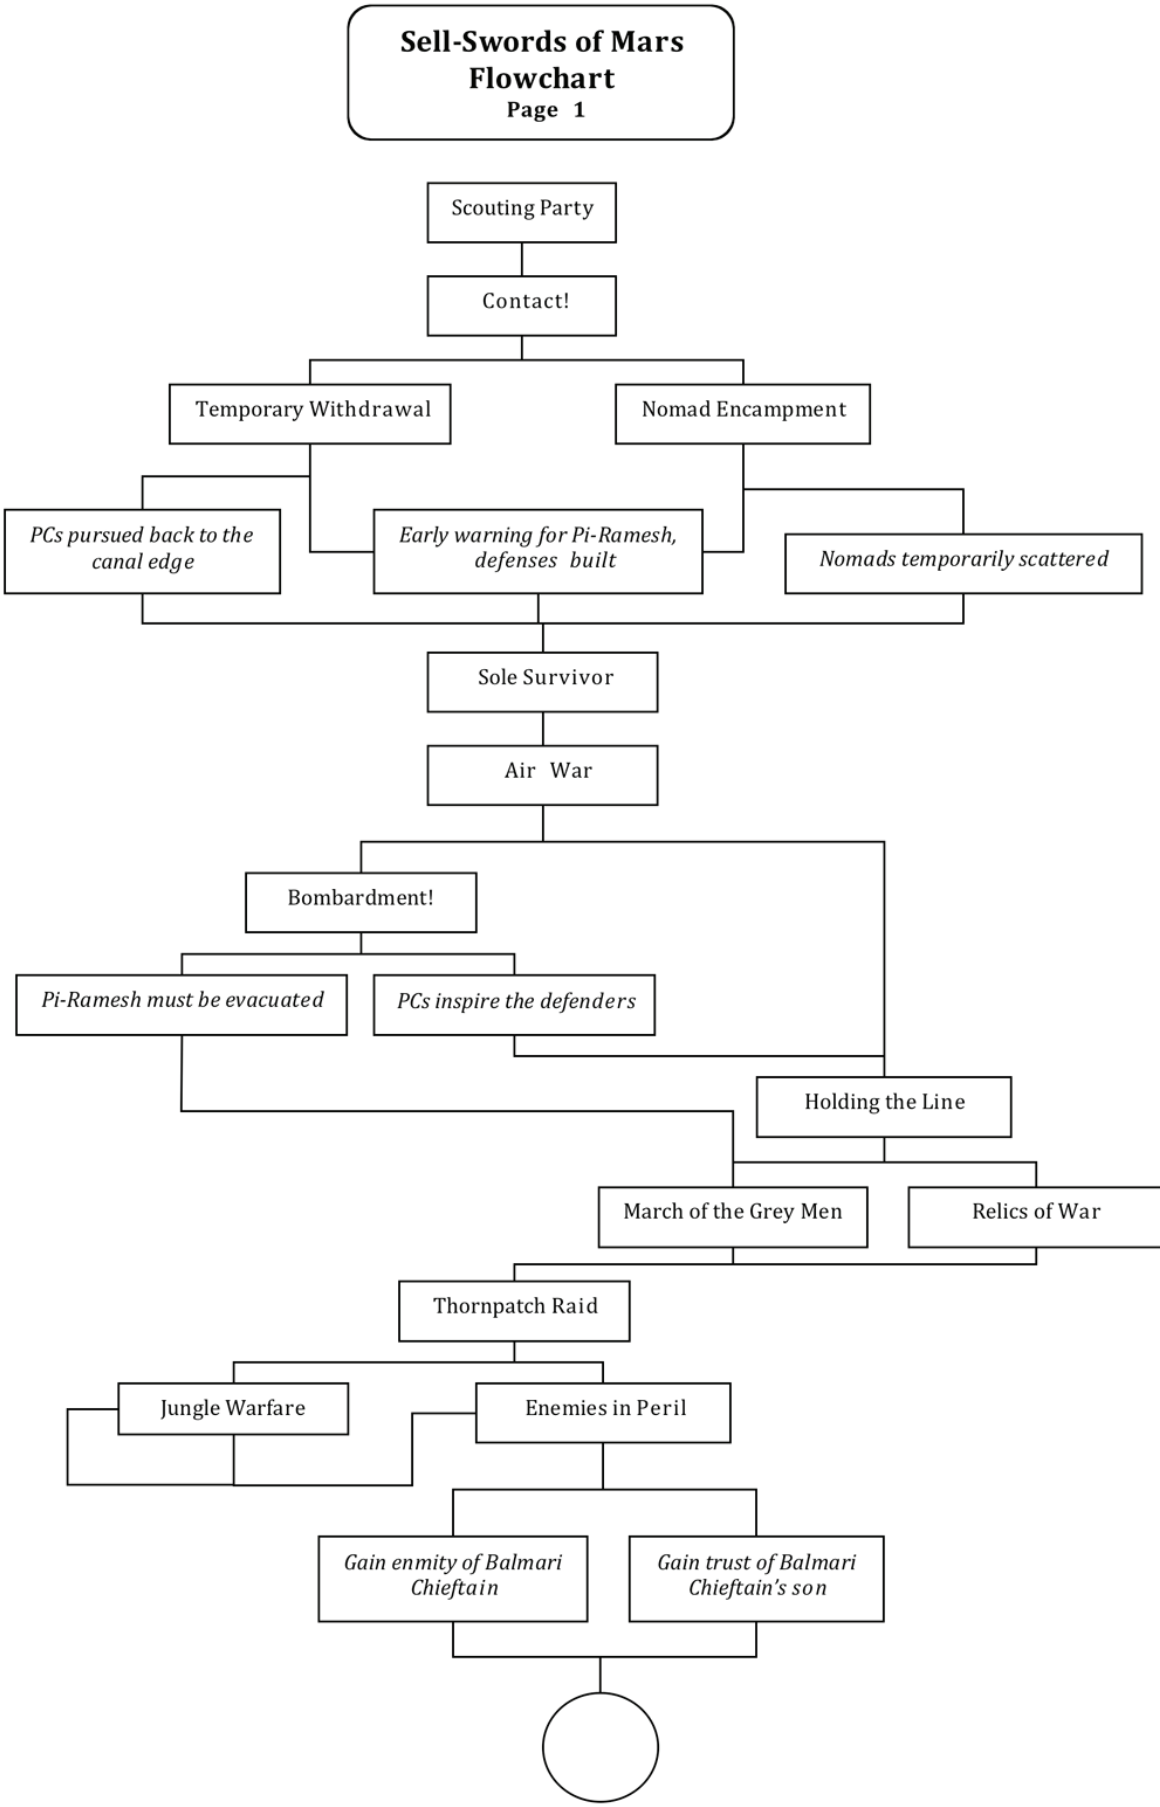 Sell-Swords of Mars
Flowchart
Page 1
Scouting Party
Contact!
Temporary Withdrawal
Nomad Encampment
PCs pursued back to the
canal edge
Early warning for Pi-Ramesh,
defenses built
Nomads temporarily scattered
Sole Survivor
Air War
Bombardment!
Pi-Ramesh must be evacuated
PCs inspire the defenders
Holding the Line
March of the Grey Men
Relics of War
Thornpatch Raid
Jungle Warfare
Enemies in Peril
Gain enmity of Balmari
Chieftain
Gain trust of Balmari
Chieftain's son